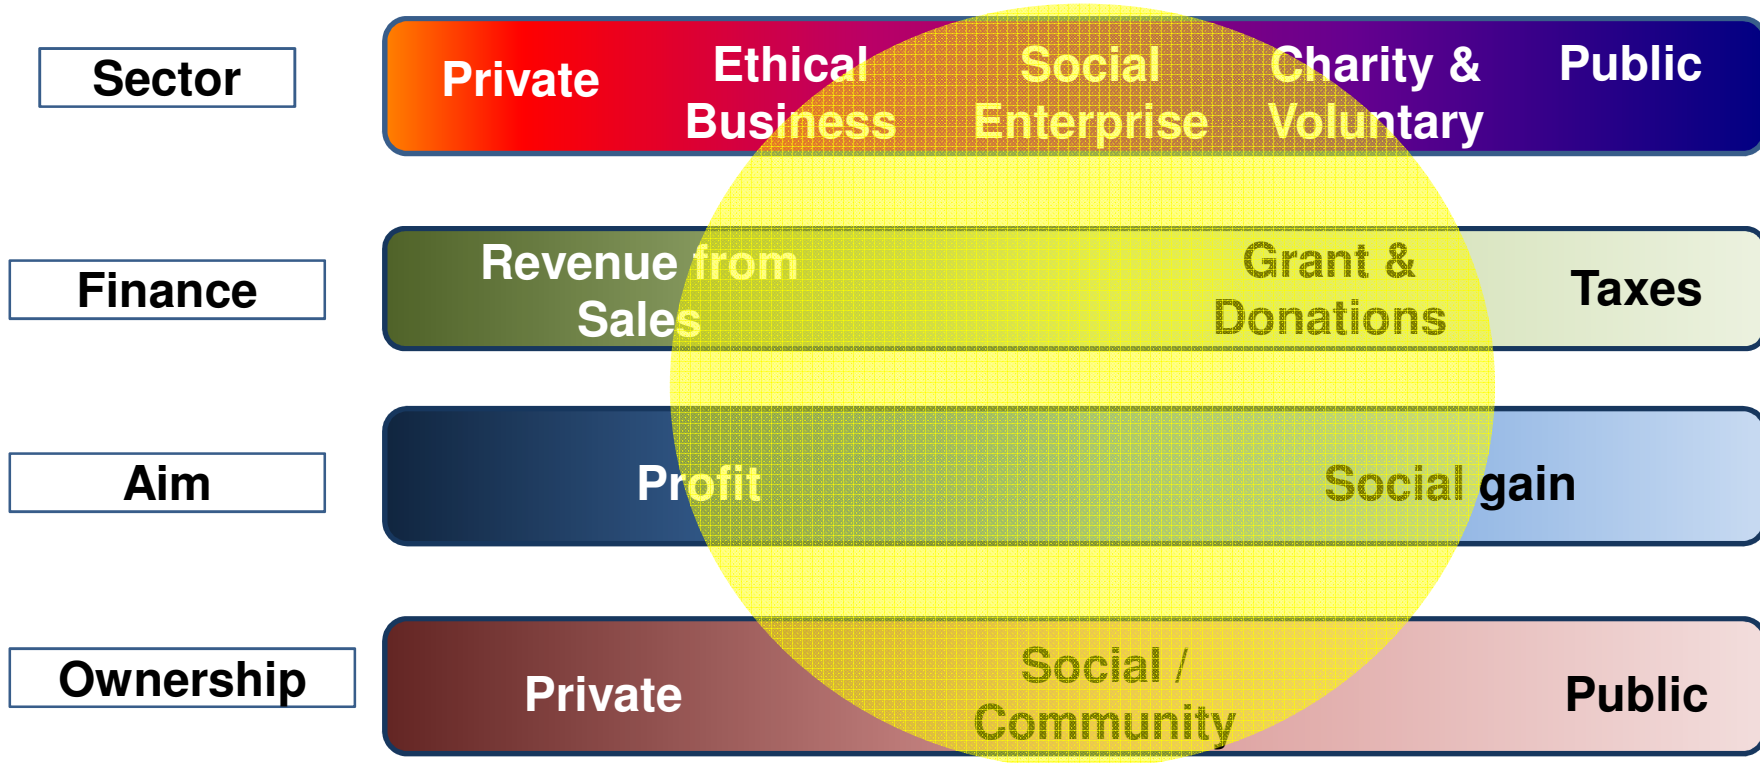 Sector
Private
Ethical
Business
Social
Enterprise
Charity &
Voluntary
Public
Finance
Revenue from
Sales
Grant &
Donations
Taxes
Aim
Profit
Social gain
Ownership
Private
Social /
Community
Public